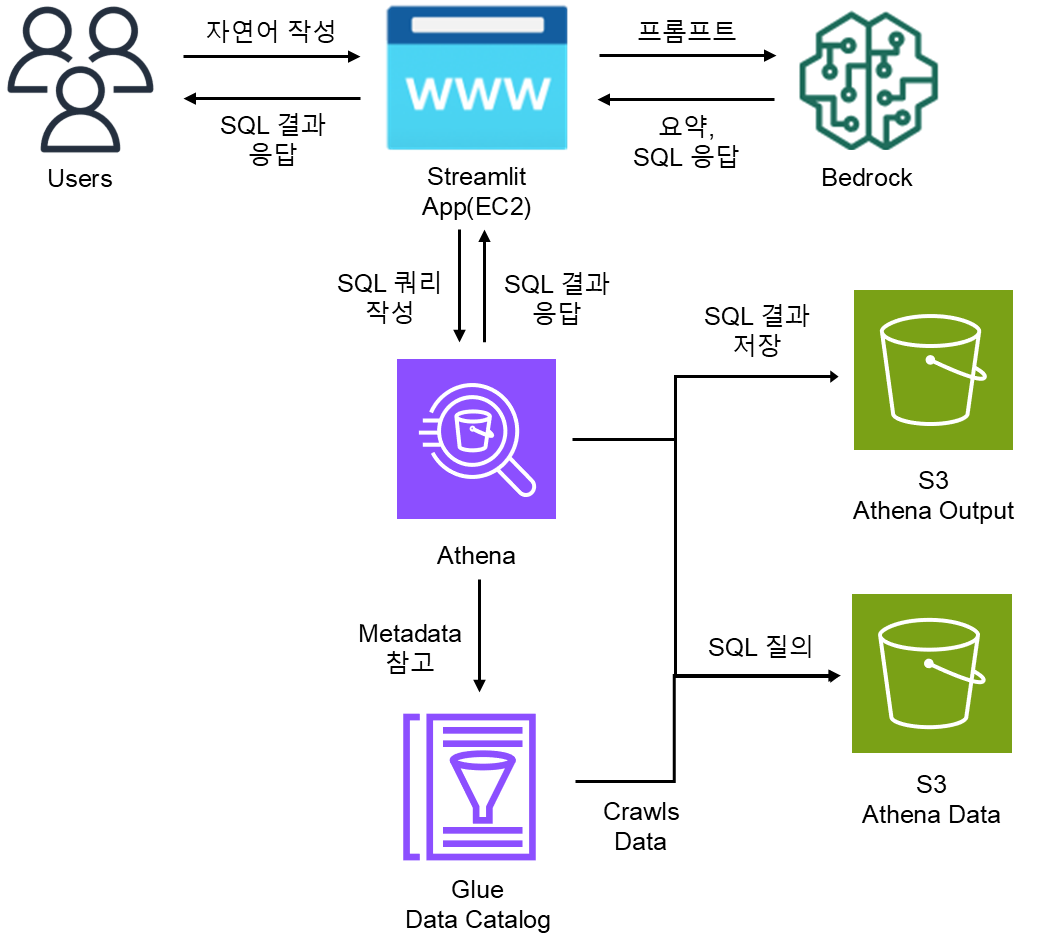 자연어 작성
SQL 결과
응답
Users
WWW
Streamlit
App(EC2)
프롬프트
요약,
SQL 응답
Bedrock
SQL 쿼리
작성
SQL 결과
응답
SQL 결과
저장
S3
Athena Output
Athena
Metadata
참고
SQL 질의
S3
Athena Data
Crawls
Data
Glue
Data Catalog